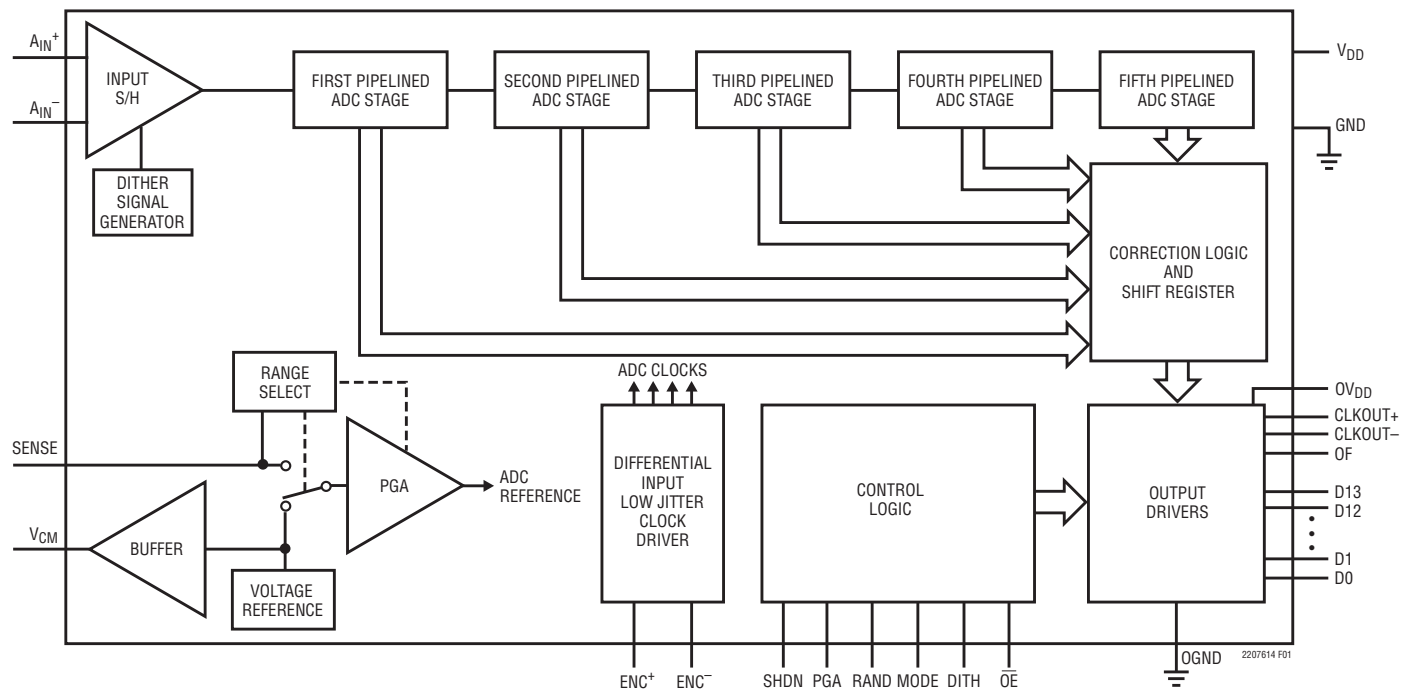 AIN+
AIN−
INPUT
S/H
DITHER
SIGNAL
GENERATOR
FIRST PIPELINED
ADC STAGE
SECOND PIPELINED
ADC STAGE
THIRD PIPELINED
ADC STAGE
FOURTH PIPELINED
ADC STAGE
FIFTH PIPELINED
ADC STAGE
VDD
GND
CORRECTION LOGIC
AND
SHIFT REGISTER
RANGE
SELECT
SENSE
VCM
BUFFER
VOLTAGE
REFERENCE
PGA
ADC
REFERENCE
ADC CLOCKS
DIFFERENTIAL
INPUT
LOW JITTER
CLOCK
DRIVER
CONTROL
LOGIC
OUTPUT
DRIVERS
OVDD
CLKOUT+
CLKOUT−
OF
D13
D12
D1
D0
ENC+
ENC−
SHDN
PGA
RAND
MODE
DITH
O̅E̅
OGND
2207614 F01